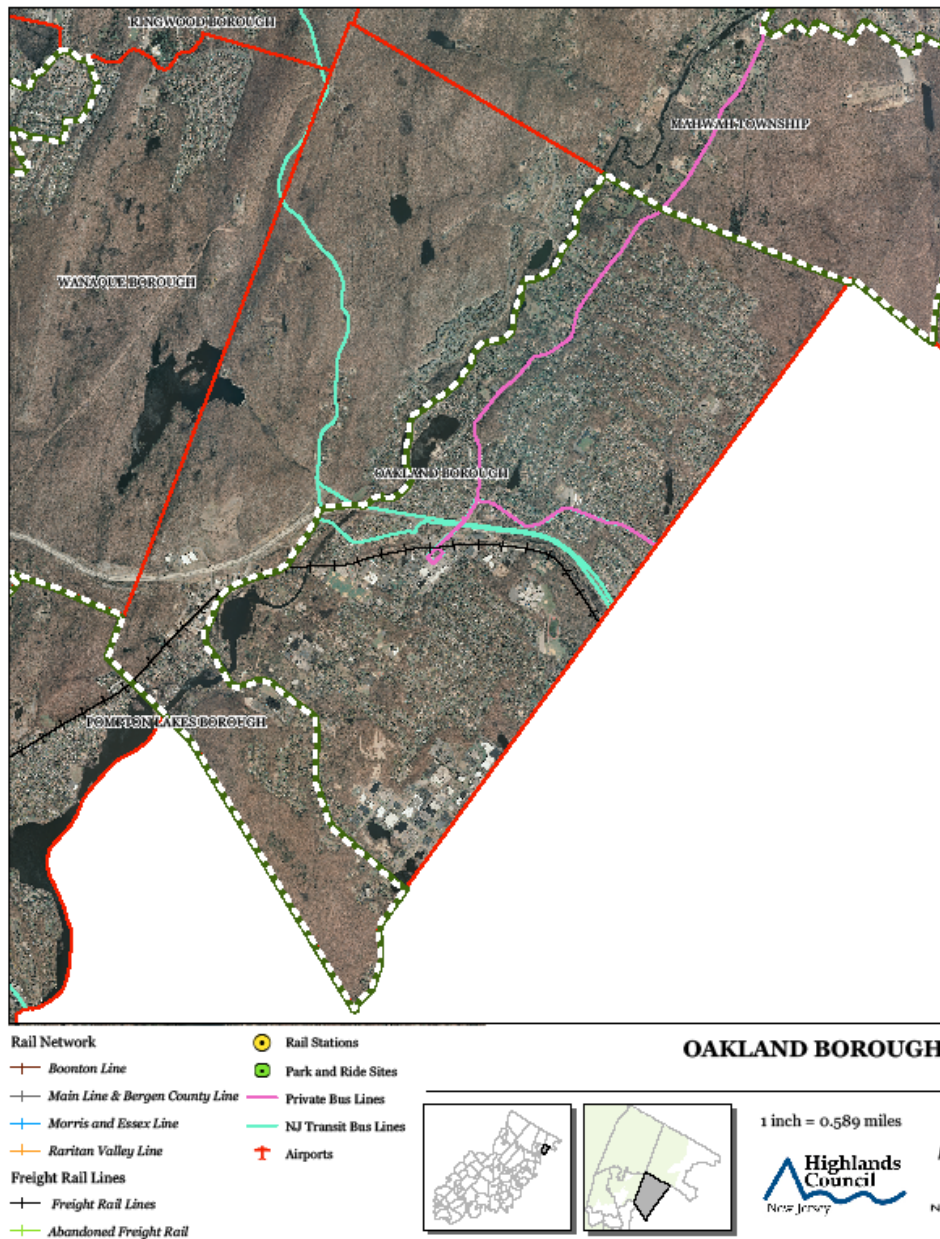 RINGWOOD BOROUGH
MAHWAH TOWNSHIP
WANAQUE BOROUGH
OAKLAND BOROUGH
POMPTON LAKES BOROUGH
Rail Network
Boonton Line
Main Line & Bergen County Line
Morris and Essex Line
Raritan Valley Line
Freight Rail Lines
Freight Rail Lines
Abandoned Freight Rail
Rail Stations
Park and Ride Sites
Private Bus Lines
NJ Transit Bus Lines
Airports
OAKLAND BOROUGH
1 inch = 0.589 miles
Highlands
Council
New Jersey
N